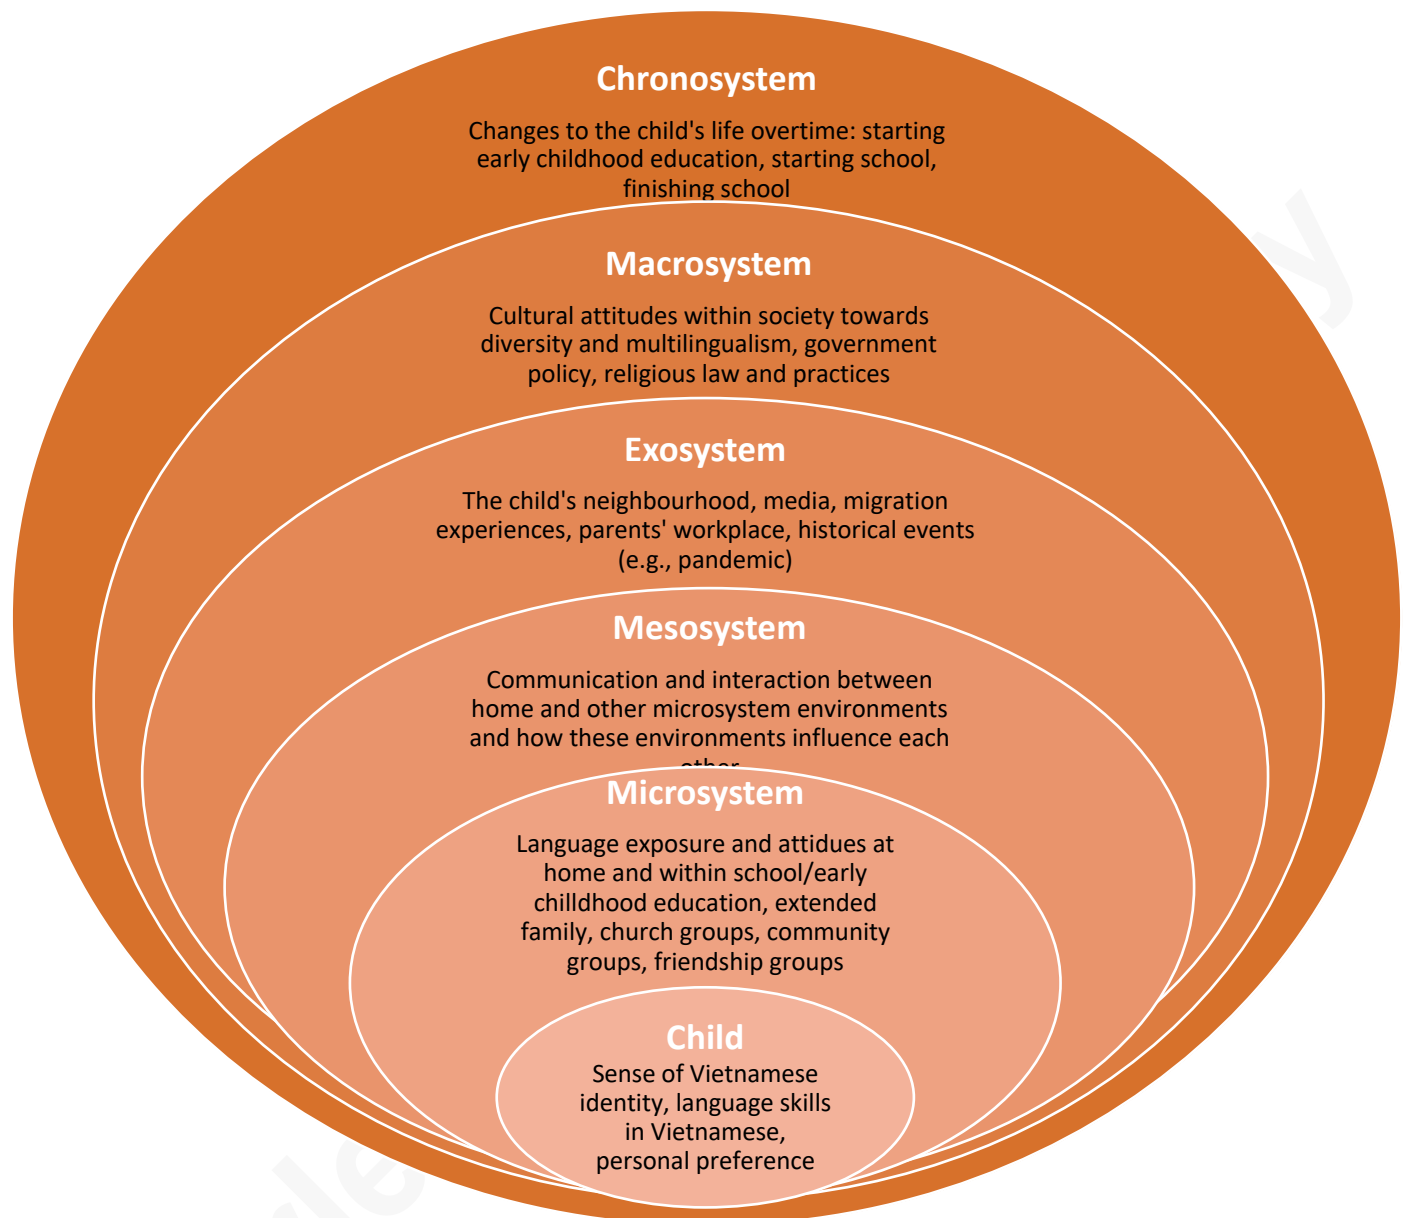 Chronosystem
Changes to the child's life overtime: starting
early childhood education, starting school,
finishing school
Macrosystem
Cultural attitudes within society towards
diversity and multilingualism, government
policy, religious law and practices
Exosystem
The child's neighbourhood, media, migration
experiences, parents' workplace, historical events
(e.g., pandemic)
Mesosystem
Communication and interaction between
home and other microsystem environments
and how these environments influence each
other
Microsystem
Language exposure and attidues at
home and within school/early
chilldhood education, extended
family, church groups, community
groups, friendship groups
Child
Sense of Vietnamese
identity, language skills
in Vietnamese,
personal preference